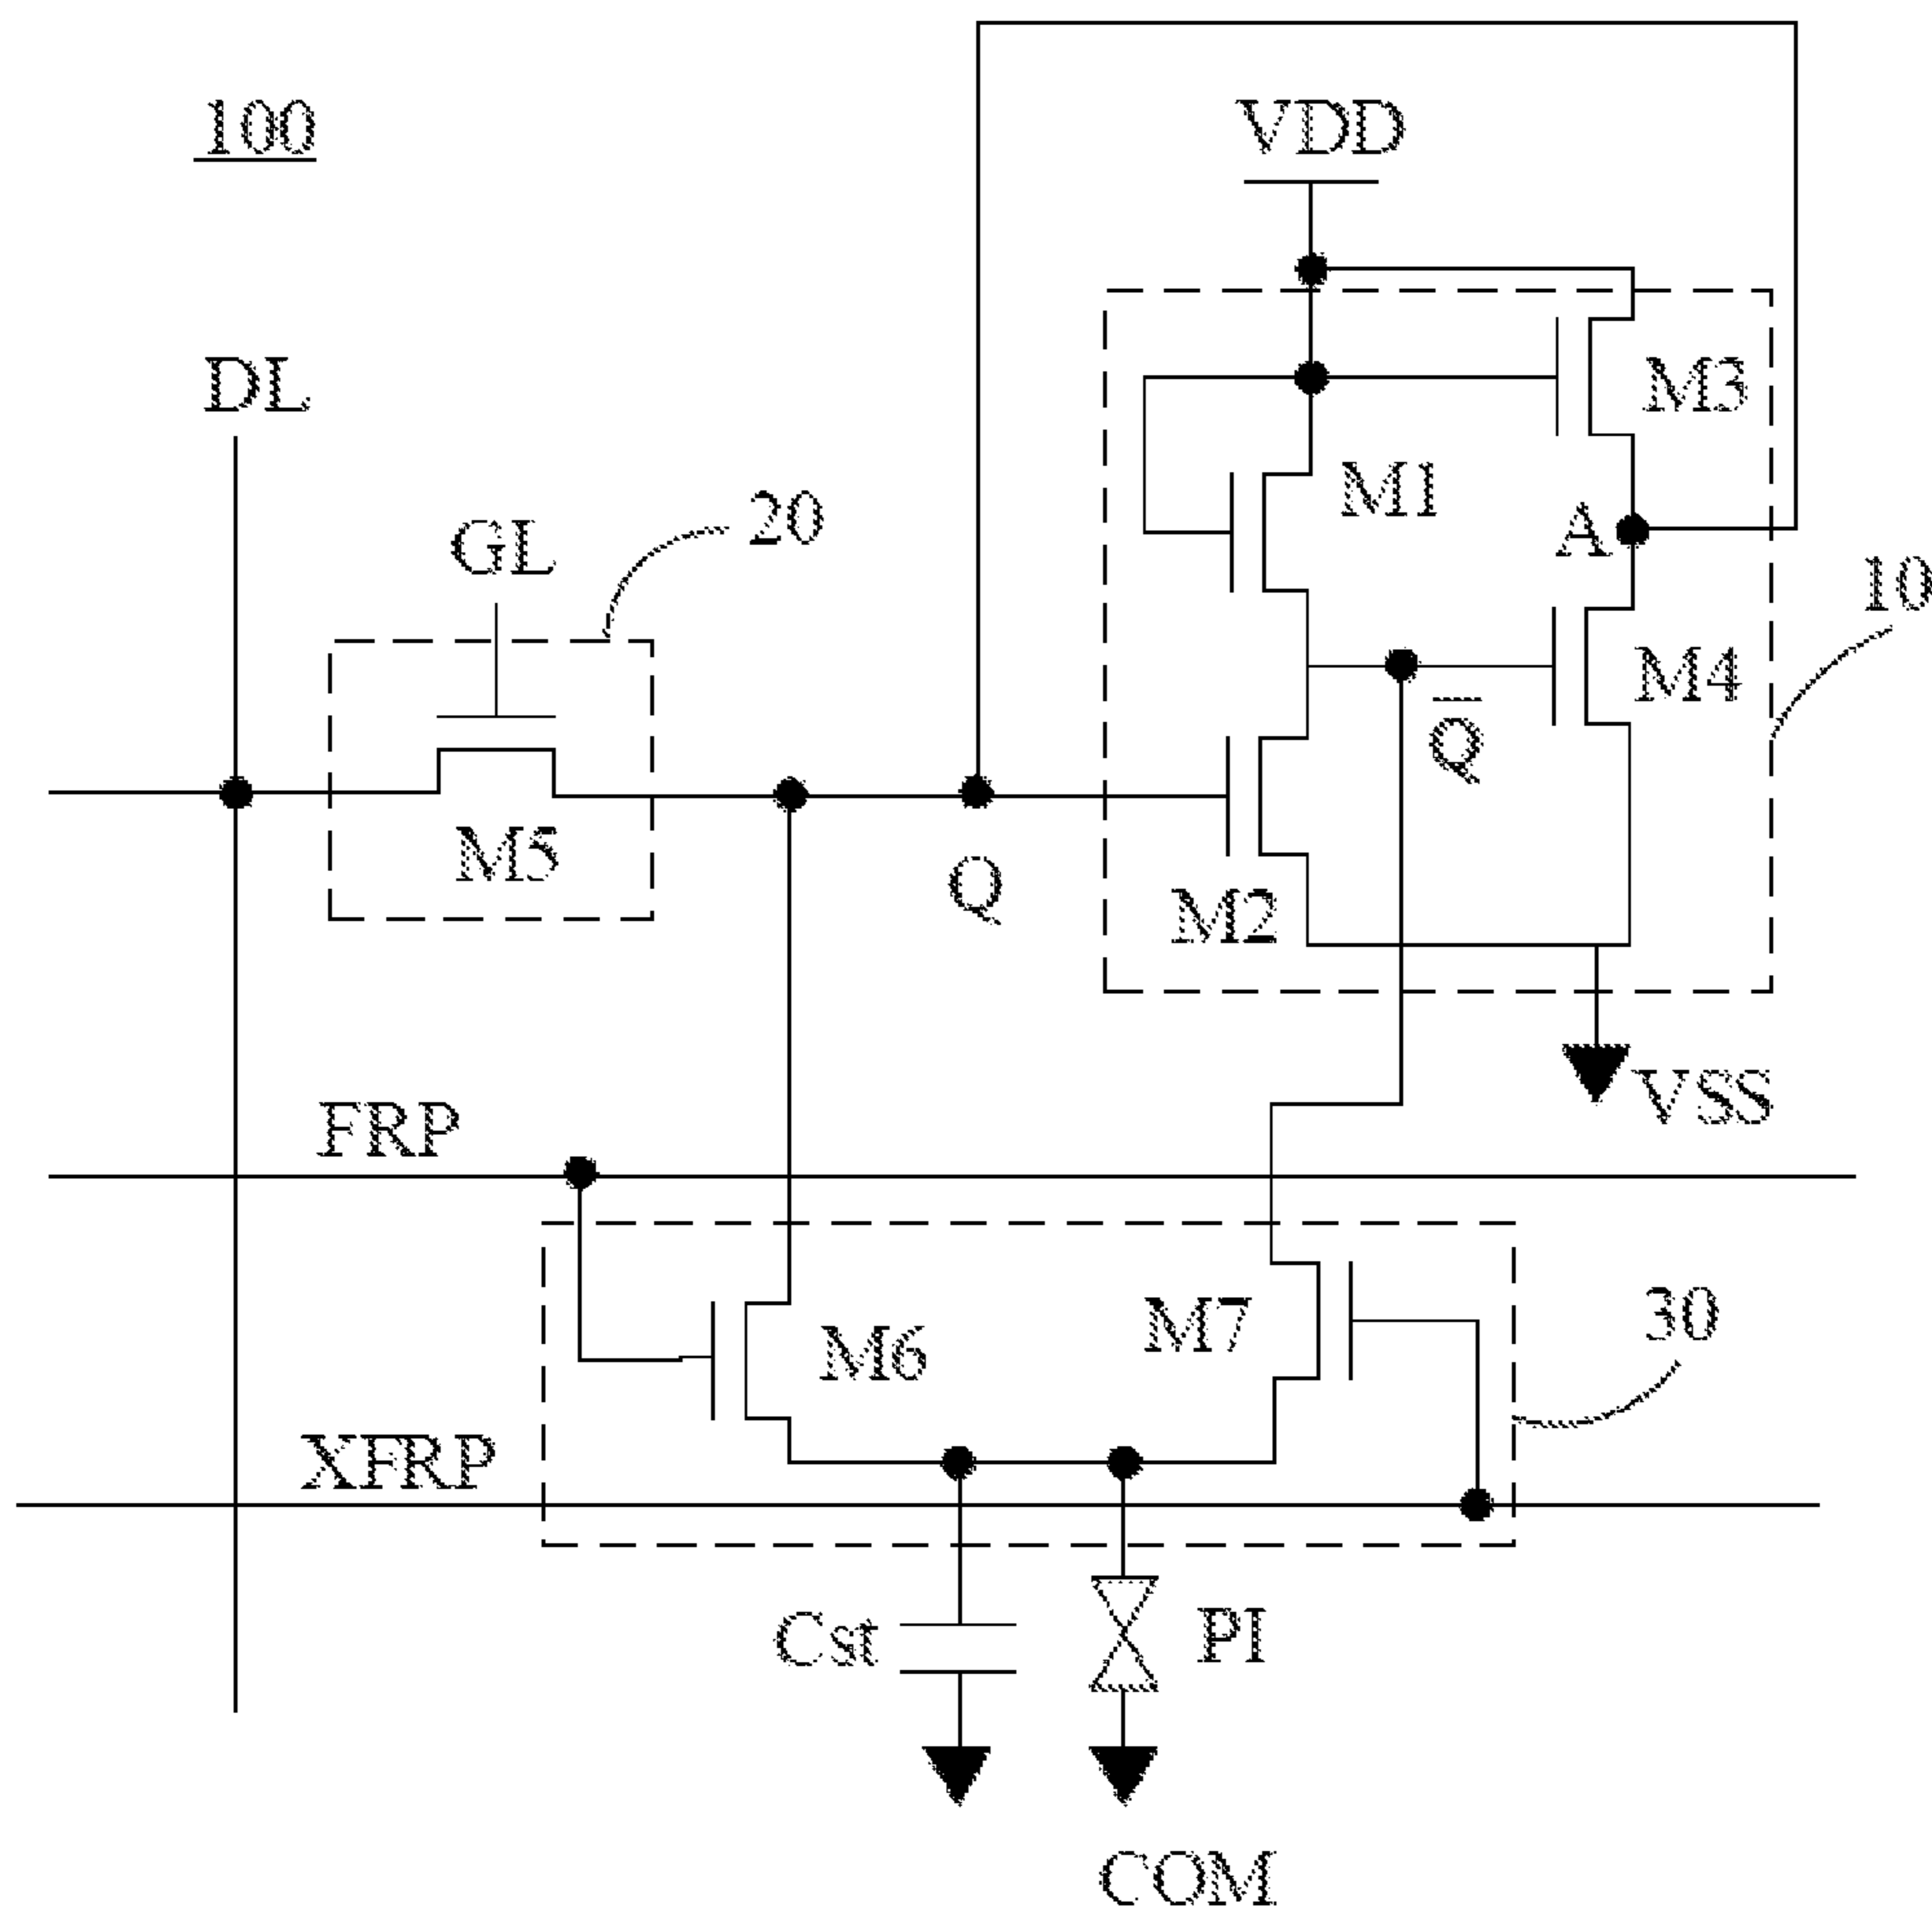 100
VDD
DL
M3
M1
GL
20
A
10
M4
Q̅
M5
Q
M2
VSS
FRP
M6
M7
30
XFRP
Cst
PI
COM